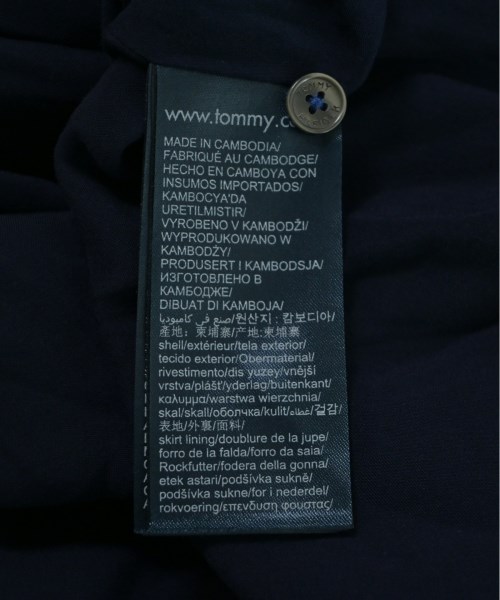 www.tommy.c
TOMMY
MADE IN CAMBODIA/
FABRIQUÉ AU CAMBODGE/
HECHO EN CAMBOYA CON
INSUMOS IMPORTADOS/
KAMBOÇYA'DA
URETILMISTIR/
VYROBENO V KAMBODŽI/
WYPRODUKOWANO W
KAMBODŻY/
PRODUSERT I KAMBODSJA/
ИЗГОТОВЛЕНО В
КАМБОДЖЕ/
DIBUAT DI KAMBOJA/
صنع في كامبوديا/원산지 : 캄보디아/
產地: 柬埔寨/产地:柬埔寨
shell/extérieur/tela exterior/
tecido exterior/Obermaterial/
rivestimento/dis yuzey/vnější
vrstva/plášť/yderlag/buitenkant/
καλυμμα/warstwa wierzchnia/
skal/skall/оболочка/kulit/غطاء/겉감/
表地/外裏/面料/
skirt lining/doublure de la jupe/
forro de la falda/forro da saia/
Rockfutter/fodera della gonna/
etek astari/podšívka sukně/
podšívka sukne/for i nederdel/
rokvoering/επενδυση φουστας/